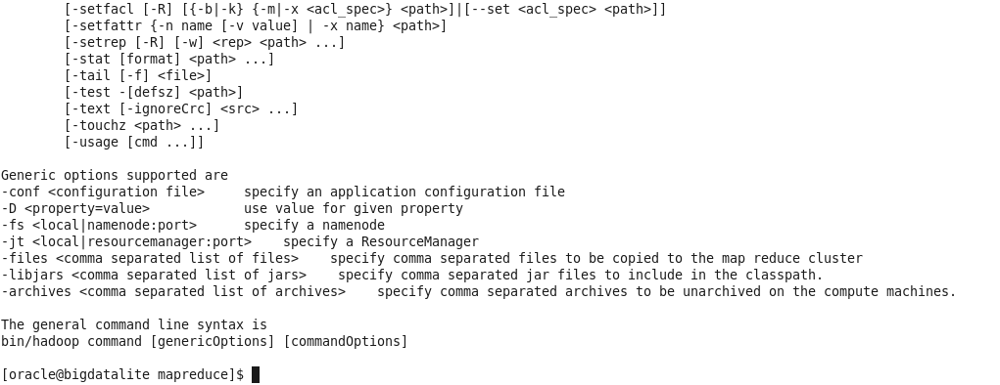 [-setfacl [-R] [{-b|-k} {-m|-x <acl_spec>} <path>]|[--set <acl_spec> <path>]]
[-setfattr {-n name [-v value] | -x name} <path>]
[-setrep [-R] [-w] <rep> <path> ...]
[-stat [format] <path> ...]
[-tail [-f] <file>]
[-test -[defsz] <path>]
[-text [-ignoreCrc] <src> ...]
[-touchz <path> ...]
[-usage [cmd ...]]

Generic options supported are
-conf <configuration file>     specify an application configuration file
-D <property=value>            use value for given property
-fs <local|namenode:port>      specify a namenode
-jt <local|resourcemanager:port>    specify a ResourceManager
-files <comma separated list of files>    specify comma separated files to be copied to the map reduce cluster
-libjars <comma separated list of jars>    specify comma separated jar files to include in the classpath.
-archives <comma separated list of archives>    specify comma separated archives to be unarchived on the compute machines.

The general command line syntax is
bin/hadoop command [genericOptions] [commandOptions]

[oracle@bigdatalite mapreduce]$